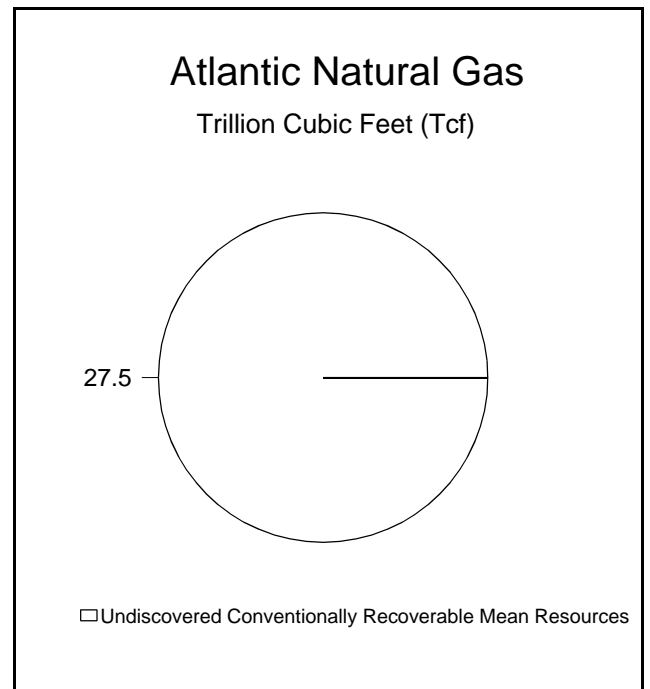 Atlantic Natural Gas
Trillion Cubic Feet (Tcf)
27.5
Undiscovered Conventionally Recoverable Mean Resources